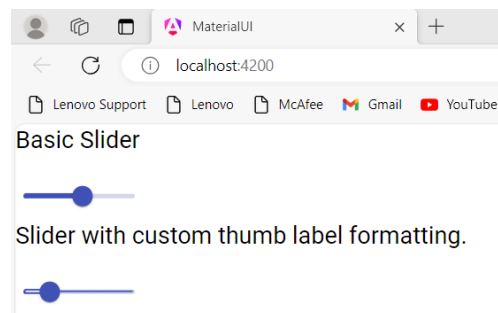 MaterialUI
localhost:4200
Lenovo Support Lenovo McAfee Gmail YouTube
Basic Slider
Slider with custom thumb label formatting.